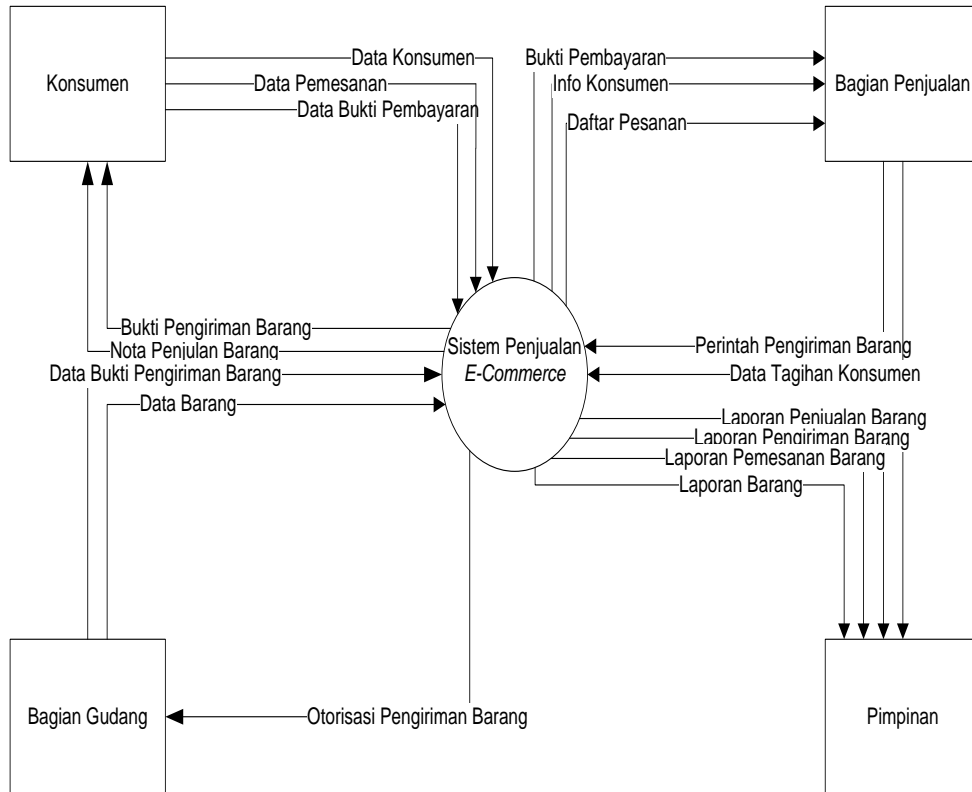 Konsumen
Data Konsumen
Data Pemesanan
Data Bukti Pembayaran
Bukti Pembayaran
Info Konsumen
Daftar Pesanan
Bagian Penjualan
Bukti Pengiriman Barang
Nota Penjulan Barang
Data Bukti Pengiriman Barang
Data Barang
Sistem Penjualan
E-Commerce
Perintah Pengiriman Barang
Data Tagihan Konsumen
Laporan Penjualan Barang
Laporan Pengiriman Barang
Laporan Pemesanan Barang
Laporan Barang
Bagian Gudang
Otorisasi Pengiriman Barang
Pimpinan